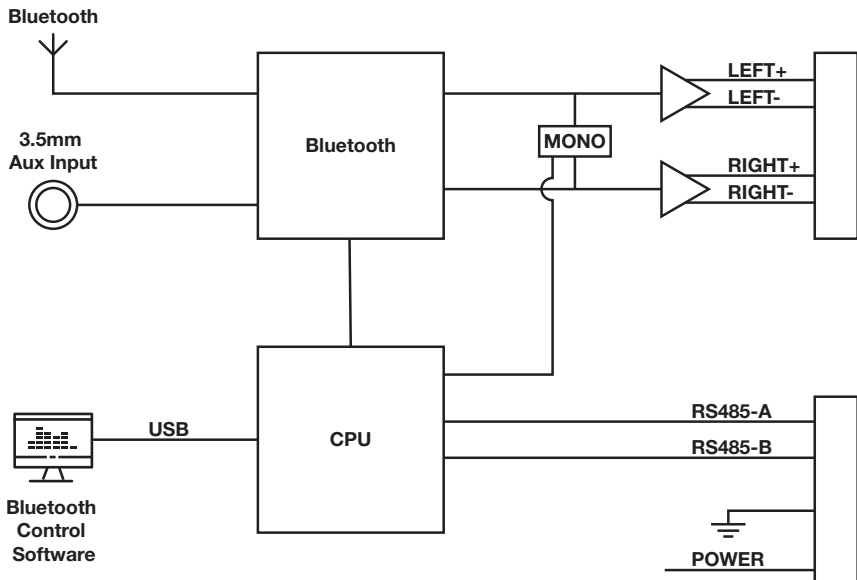 Bluetooth
3.5mm
Aux Input
Bluetooth
MONO
LEFT+
LEFT-
RIGHT+
RIGHT-
USB
CPU
RS485-A
RS485-B
POWER
Bluetooth
Control
Software